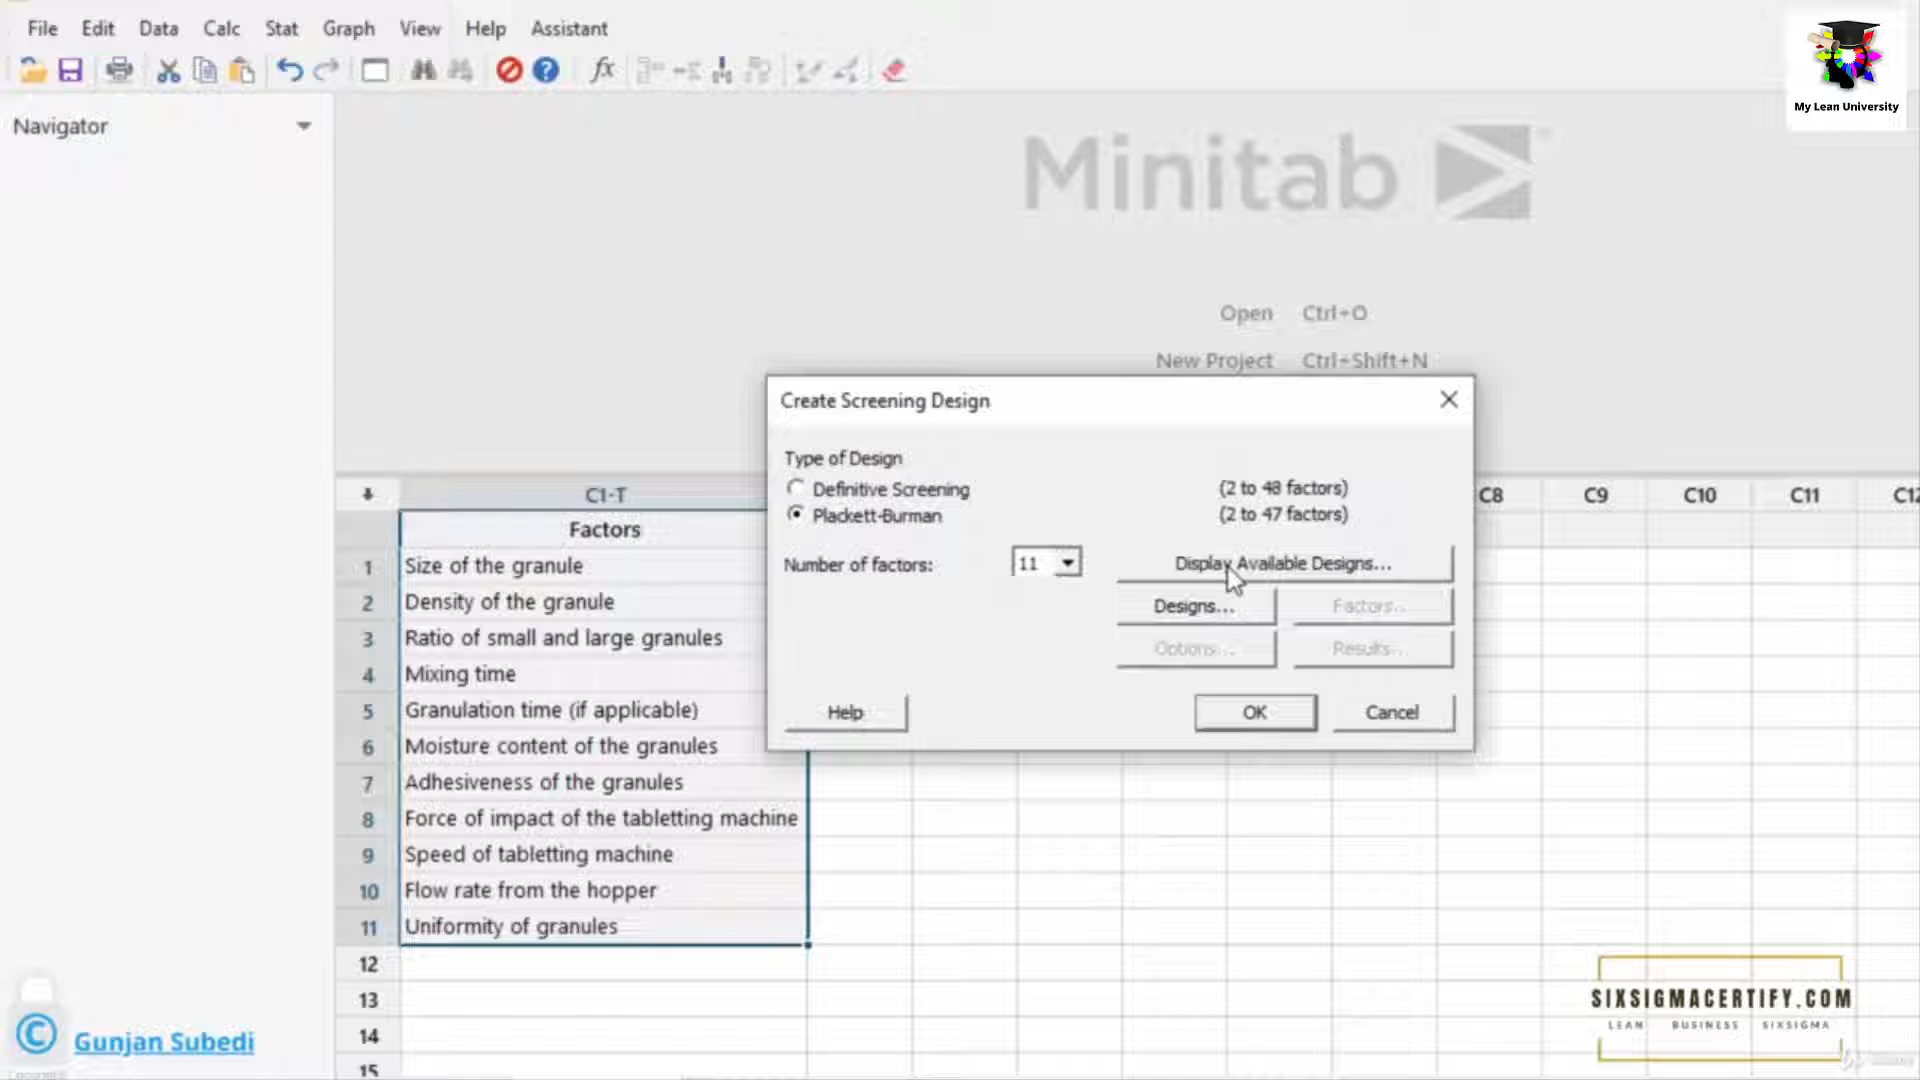 File Edit Data Calc Stat Graph View Help Assistant
My Lean University
Navigator
Minitab
Open Ctrl+O
New Project Ctrl+Shift+N
Create Screening Design
Type of Design
Definitive Screening (2 to 48 factors)
Plackett-Burman (2 to 47 factors)
Number of factors: 11 Display Available Designs...
Designs... Factors...
Options... Results...
Help OK Cancel
C1-T C8 C9 C10 C11 C12
Factors
1 Size of the granule
2 Density of the granule
3 Ratio of small and large granules
4 Mixing time
5 Granulation time (if applicable)
6 Moisture content of the granules
7 Adhesiveness of the granules
8 Force of impact of the tabletting machine
9 Speed of tabletting machine
10 Flow rate from the hopper
11 Uniformity of granules
12
13
14
15
© Gunjan Subedi
SIXSIGMACERTIFY.COM
LEAN BUSINESS SIXSIGMA